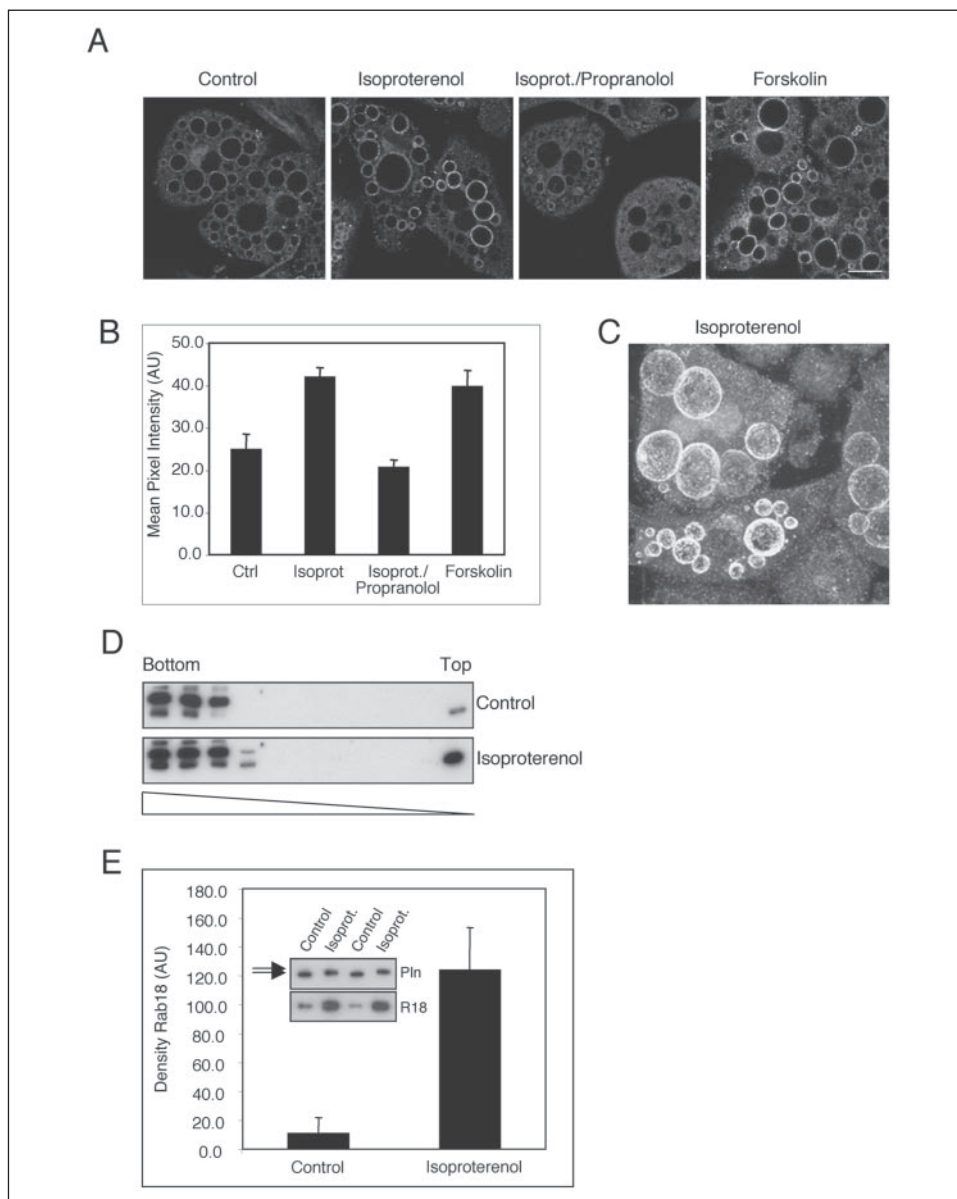 A
Control Isoproterenol Isoprot./Propranolol Forskolin
B
50.0
40.0
30.0
20.0
10.0
0.0
Mean Pixel Intensity (AU)
Ctrl Isoprot Isoprot./ Forskolin
Propranolol
C
Isoproterenol
D
Bottom Top
Control
Isoproterenol
E
180.0
160.0
140.0
120.0
100.0
80.0
60.0
40.0
20.0
0.0
Density Rab18 (AU)
Control Isoprot. Control Isoprot.
Pln
R18
Control Isoproterenol